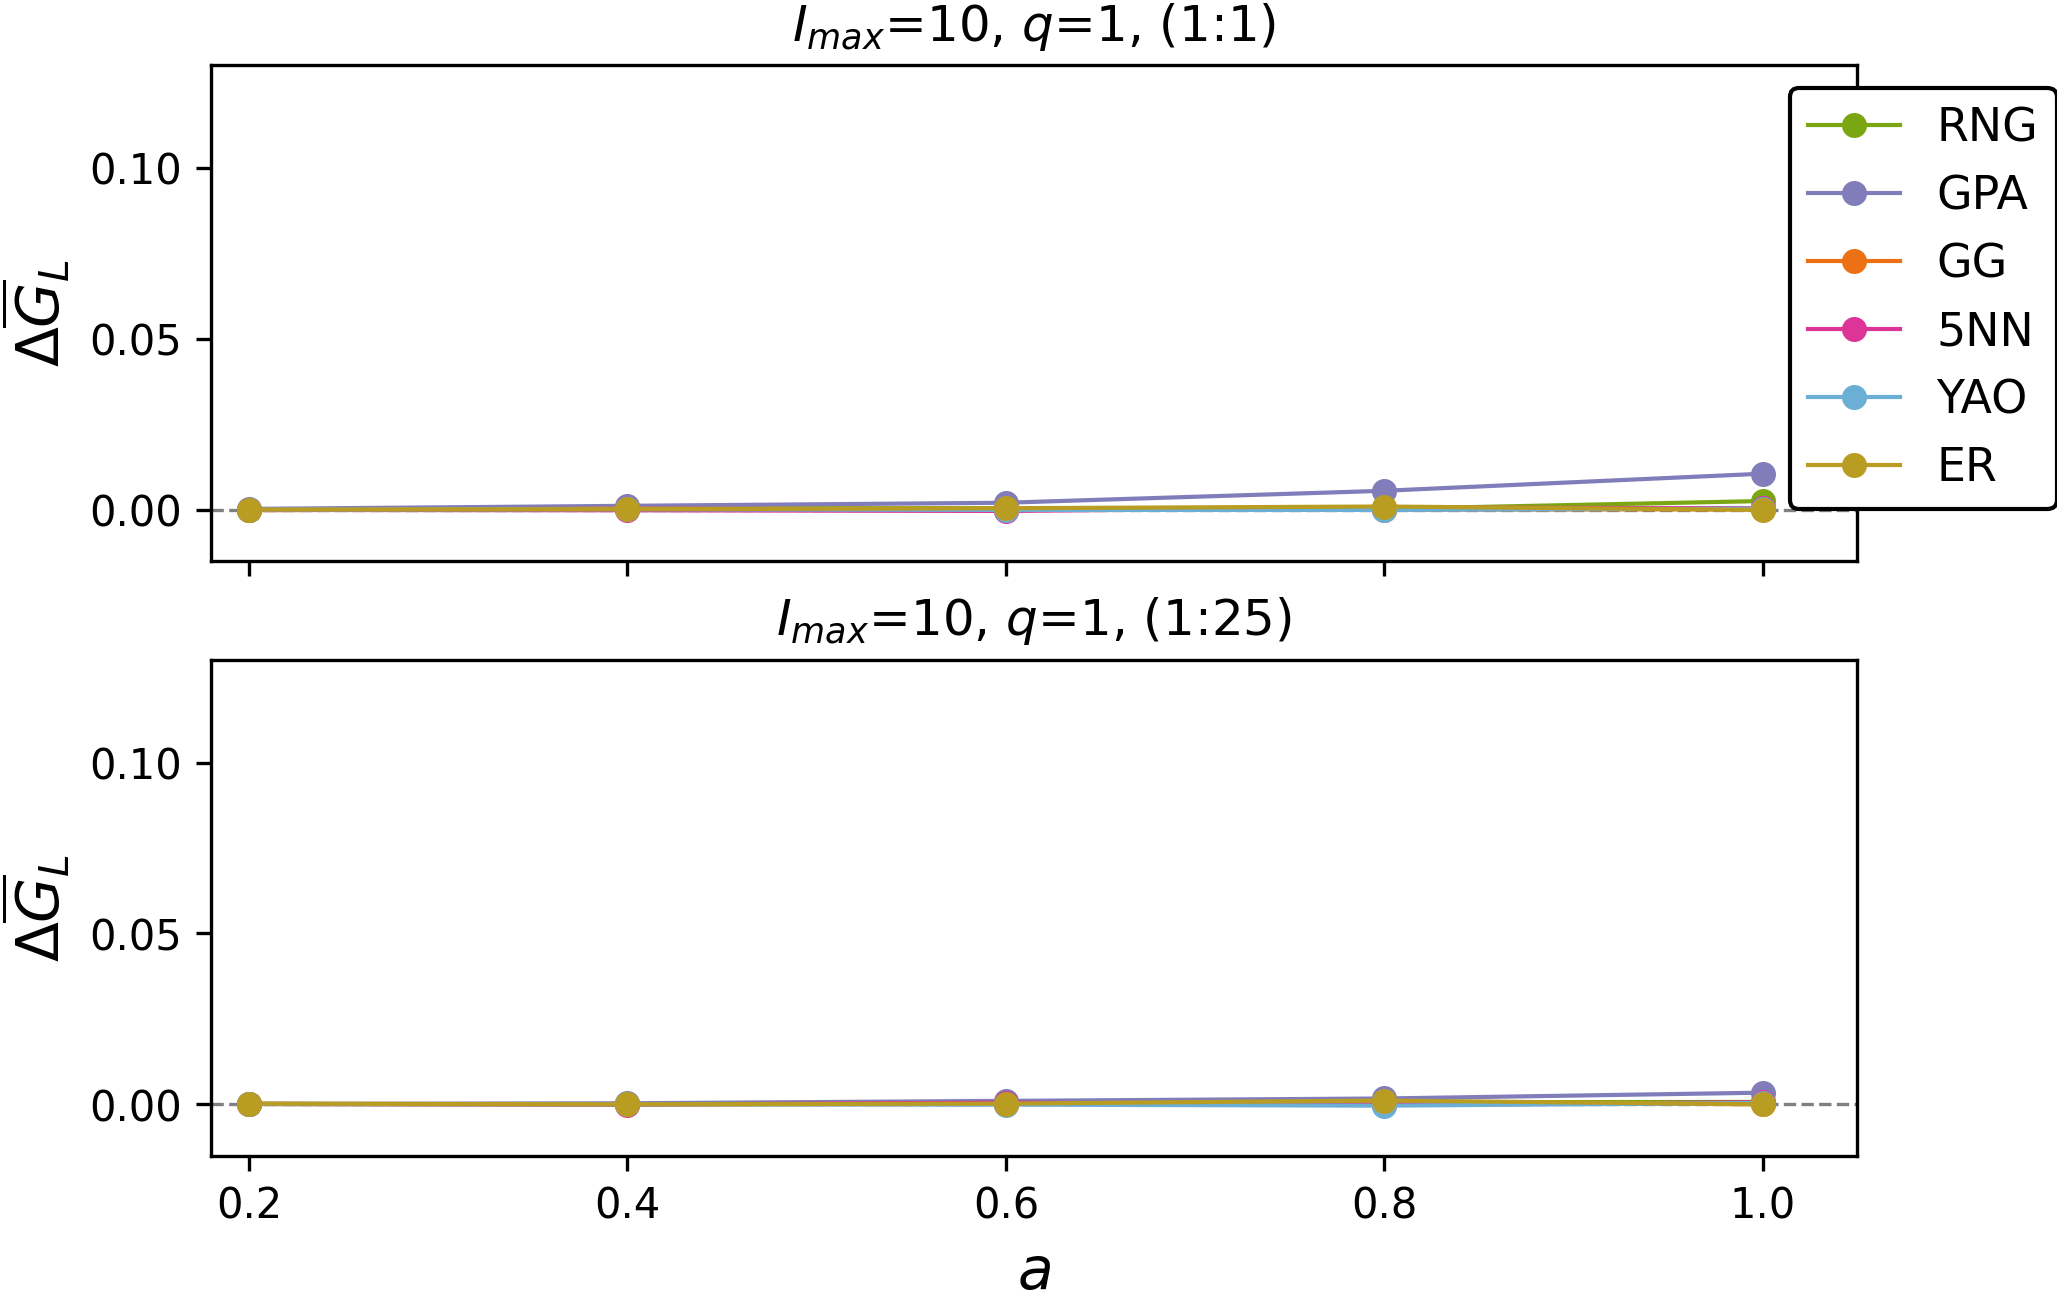 I_max=10, q=1, (1:1)
0.10
0.05
0.00
ΔG̅_L
RNG
GPA
GG
5NN
YAO
ER
I_max=10, q=1, (1:25)
0.10
0.05
0.00
ΔG̅_L
0.2 0.4 0.6 0.8 1.0
a